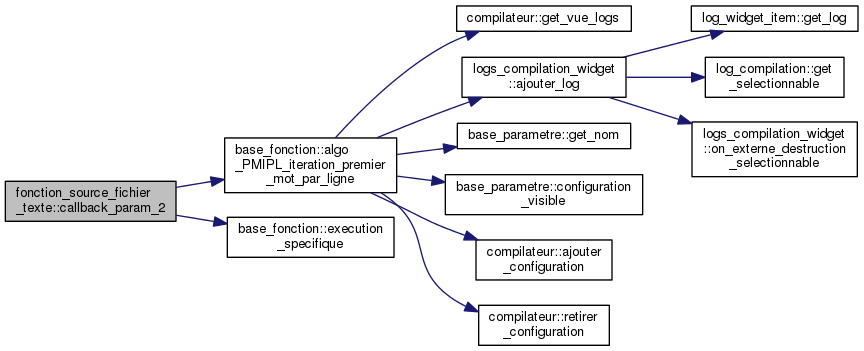 fonction_source_fichier
_texte::callback_param_2
base_fonction::algo
_PMIPL_iteration_premier
_mot_par_ligne
base_fonction::execution
_specifique
compilateur::get_vue_logs
logs_compilation_widget
::ajouter_log
base_parametre::get_nom
base_parametre::configuration
_visible
compilateur::ajouter
_configuration
compilateur::retirer
_configuration
log_widget_item::get_log
log_compilation::get
_selectionnable
logs_compilation_widget
::on_externe_destruction
_selectionnable